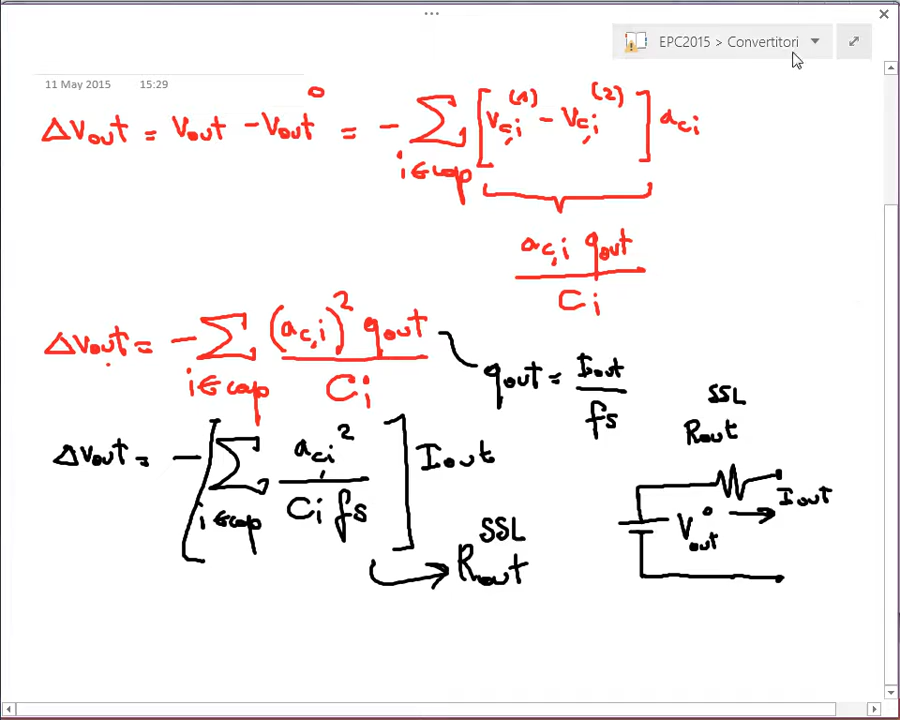 EPC2015 > Convertitori
11 May 2015 15:29
ΔVout = Vout - Vout° = - Σ i∈cap [Vc,i^(1) - Vc,i^(2)] ac,i
ac,i qout / Ci
ΔVout = - Σ i∈cap (ac,i)^2 qout / Ci
qout = Iout / fs
ΔVout = - [Σ i∈cap ac,i^2 / Ci fs] Iout
SSL
Rout
SSL
Rout
V°out
Iout